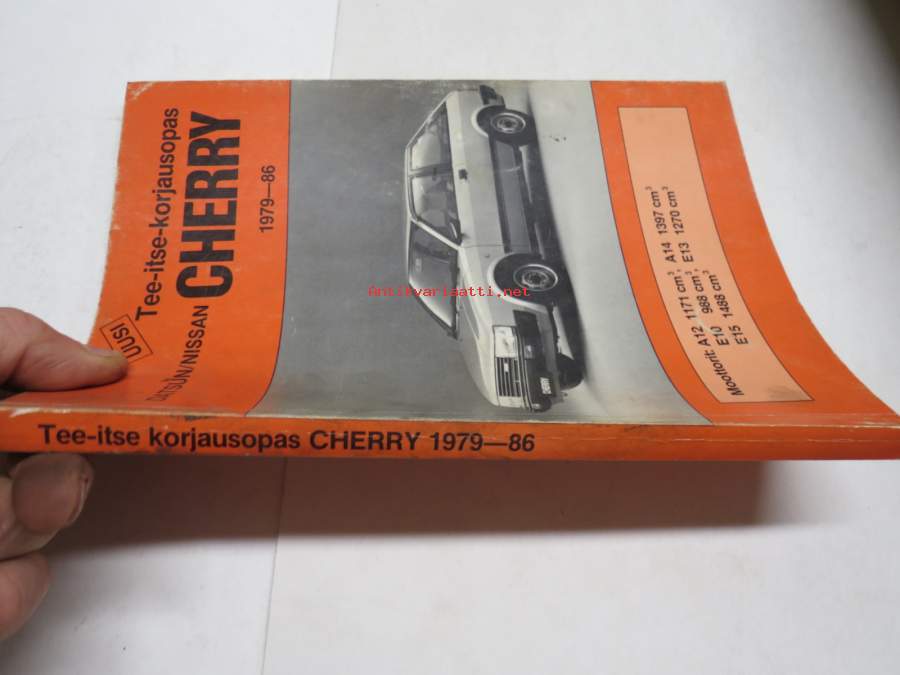 UUSI
Tee-itse-korjausopas
DATSUN/NISSAN CHERRY
1979—86
Moottorit: A12 1171 cm³, A14 1397 cm³
E10 988 cm³, E13 1270 cm³
E15 1488 cm³
CHERRY
Antikvariaatti.net
Tee-itse korjausopas CHERRY 1979—86